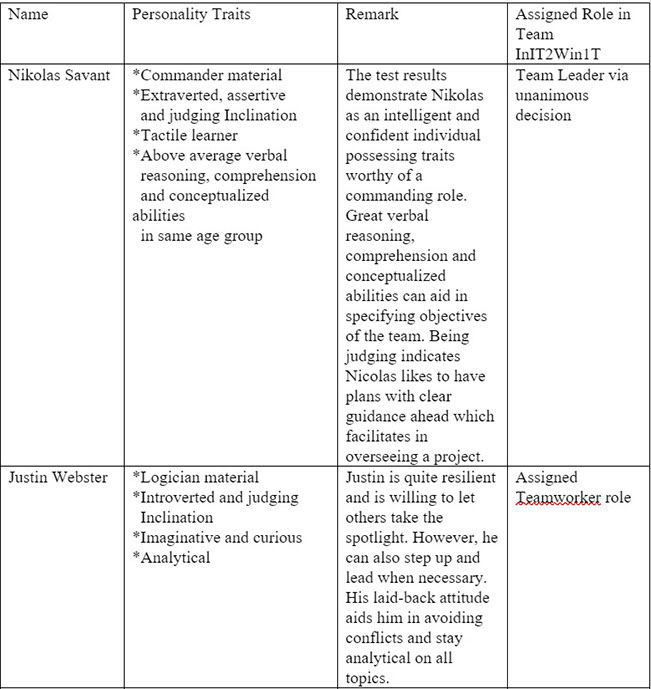 Name
Personality Traits
Remark
Assigned Role in
Team
InIT2Win1T
Nikolas Savant
*Commander material
*Extraverted, assertive
and judging Inclination
*Tactile learner
*Above average verbal
reasoning, comprehension
and conceptualized
abilities
in same age group
The test results
demonstrate Nikolas
as an intelligent and
confident individual
possessing traits
worthy of a
commanding role.
Great verbal
reasoning,
comprehension and
conceptualized
abilities can aid in
specifying objectives
of the team. Being
judging indicates
Nicolas likes to have
plans with clear
guidance ahead which
facilitates in
overseeing a project.
Team Leader via
unanimous
decision
Justin Webster
*Logician material
*Introverted and judging
Inclination
*Imaginative and curious
*Analytical
Justin is quite resilient
and is willing to let
others take the
spotlight. However, he
can also step up and
lead when necessary.
His laid-back attitude
aids him in avoiding
conflicts and stay
analytical on all
topics.
Assigned
Teamworker role